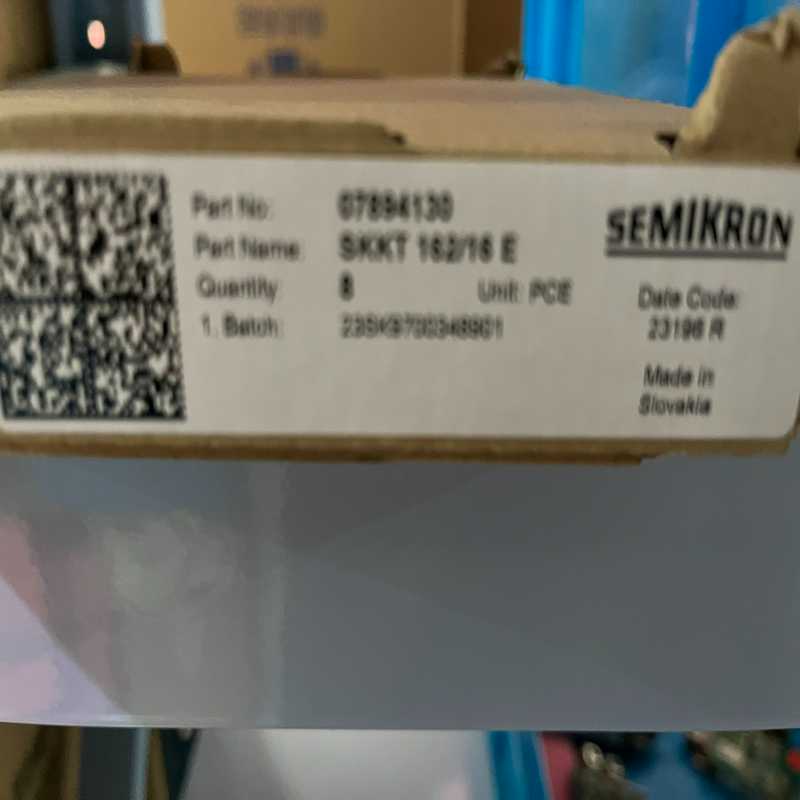 Part No: 07894130
Part Name: SKKT 162/16 E
Quantity: 8 Unit: PCE
1. Batch:
SEMIKRON
Date Code:
R
Made in
Slovakia